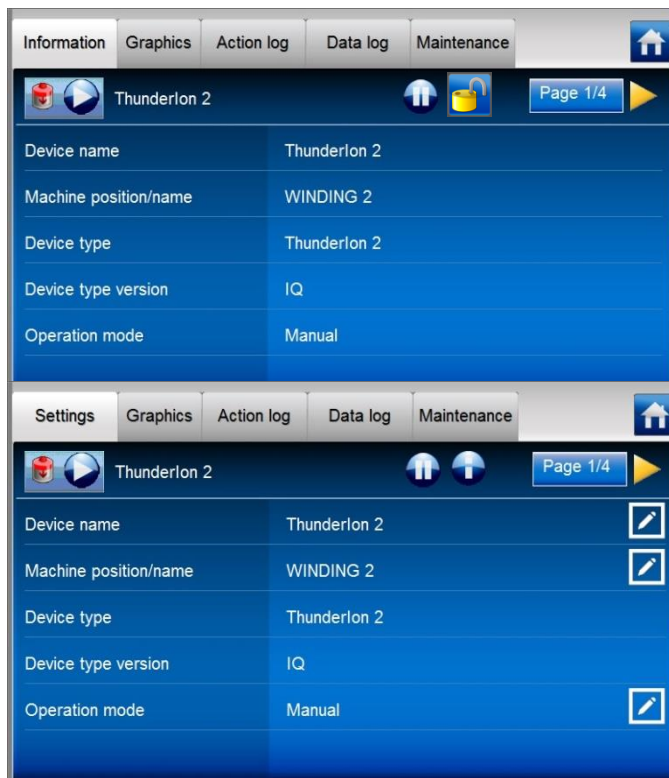 Information Graphics Action log Data log Maintenance
ThunderIon 2 Page 1/4
Device name ThunderIon 2
Machine position/name WINDING 2
Device type ThunderIon 2
Device type version IQ
Operation mode Manual
Settings Graphics Action log Data log Maintenance
ThunderIon 2 Page 1/4
Device name ThunderIon 2
Machine position/name WINDING 2
Device type ThunderIon 2
Device type version IQ
Operation mode Manual